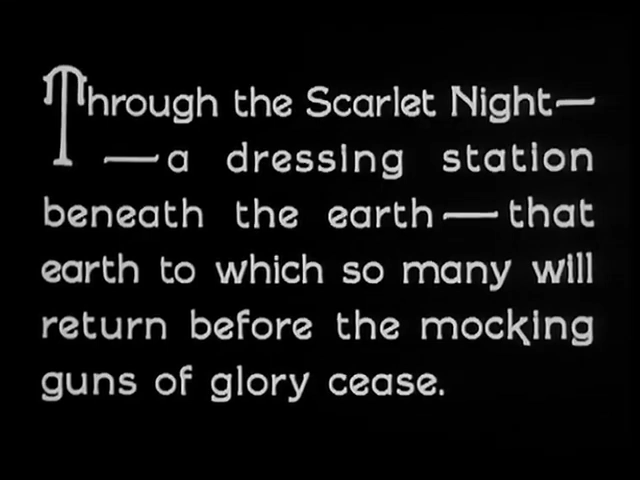 Through the Scarlet Night—
—a dressing station
beneath the earth—that
earth to which so many will
return before the mocking
guns of glory cease.